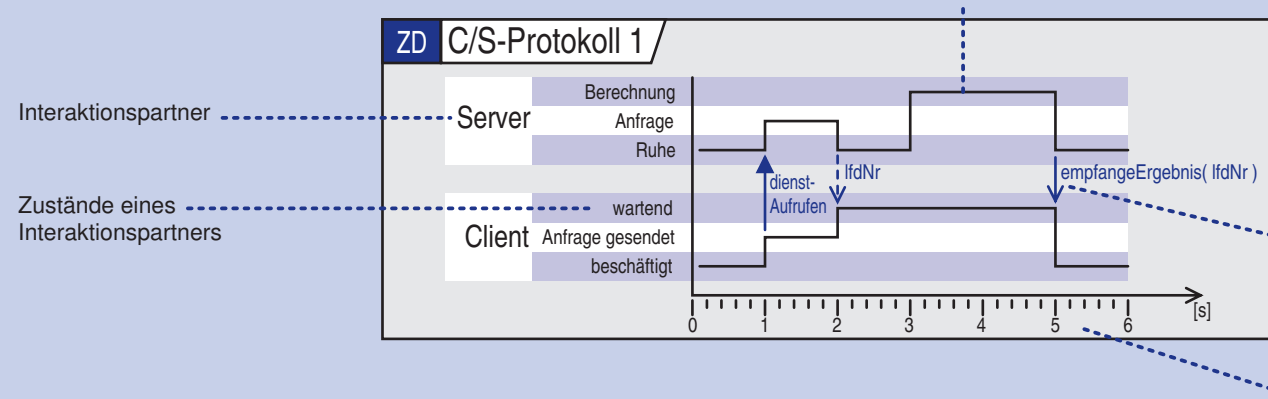 ZD C/S-Protokoll 1
Interaktionspartner
Server
Berechnung
Anfrage
Ruhe
dienst-
Aufrufen
lfdNr
empfangeErgebnis( lfdNr )
Zustände eines
Interaktionspartners
Client
wartend
Anfrage gesendet
beschäftigt
0 1 2 3 4 5 6 [s]